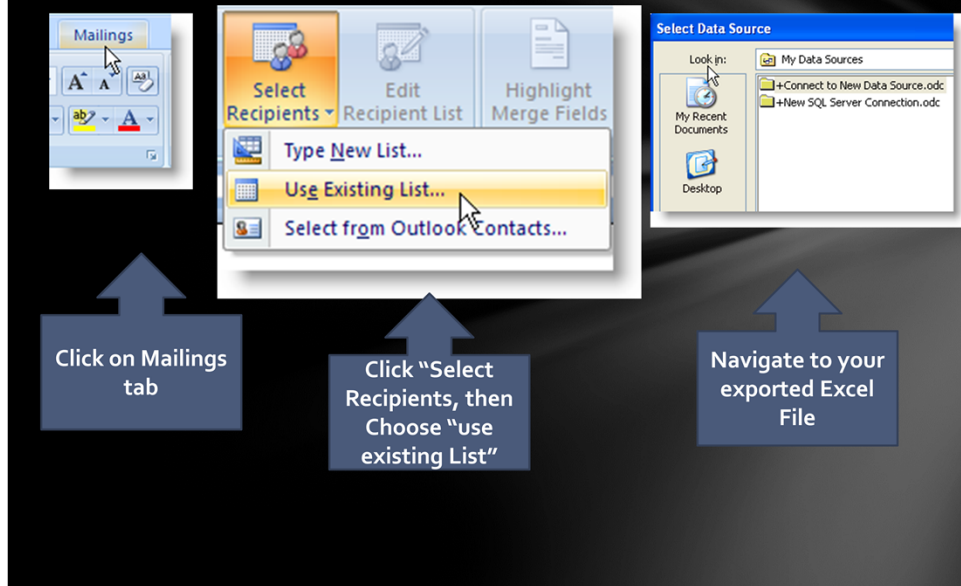 Mailings
A A Aa
ab A
Select
Recipients
Edit
Recipient List
Highlight
Merge Fields
Type New List...
Use Existing List...
Select from Outlook Contacts...
Select Data Source
Look in:
My Data Sources
+Connect to New Data Source.odc
+New SQL Server Connection.odc
My Recent
Documents
Desktop
Click on Mailings
tab
Click “Select
Recipients, then
Choose “use
existing List”
Navigate to your
exported Excel
File